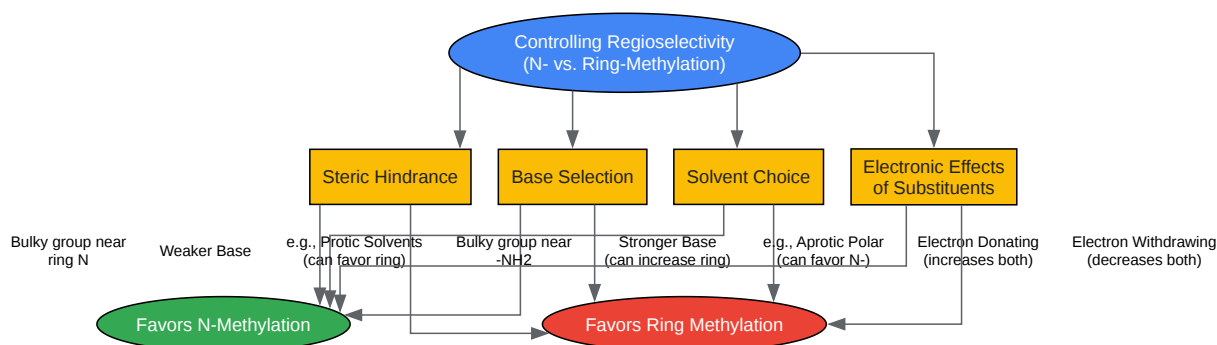 Controlling Regioselectivity
(N- vs. Ring-Methylation)
Steric Hindrance
Base Selection
Solvent Choice
Electronic Effects
of Substituents
Bulky group near
ring N
Weaker Base
e.g., Protic Solvents
(can favor ring)
Bulky group near
-NH2
Stronger Base
(can increase ring)
e.g., Aprotic Polar
(can favor N-)
Electron Donating
(increases both)
Electron Withdrawing
(decreases both)
Favors N-Methylation
Favors Ring Methylation